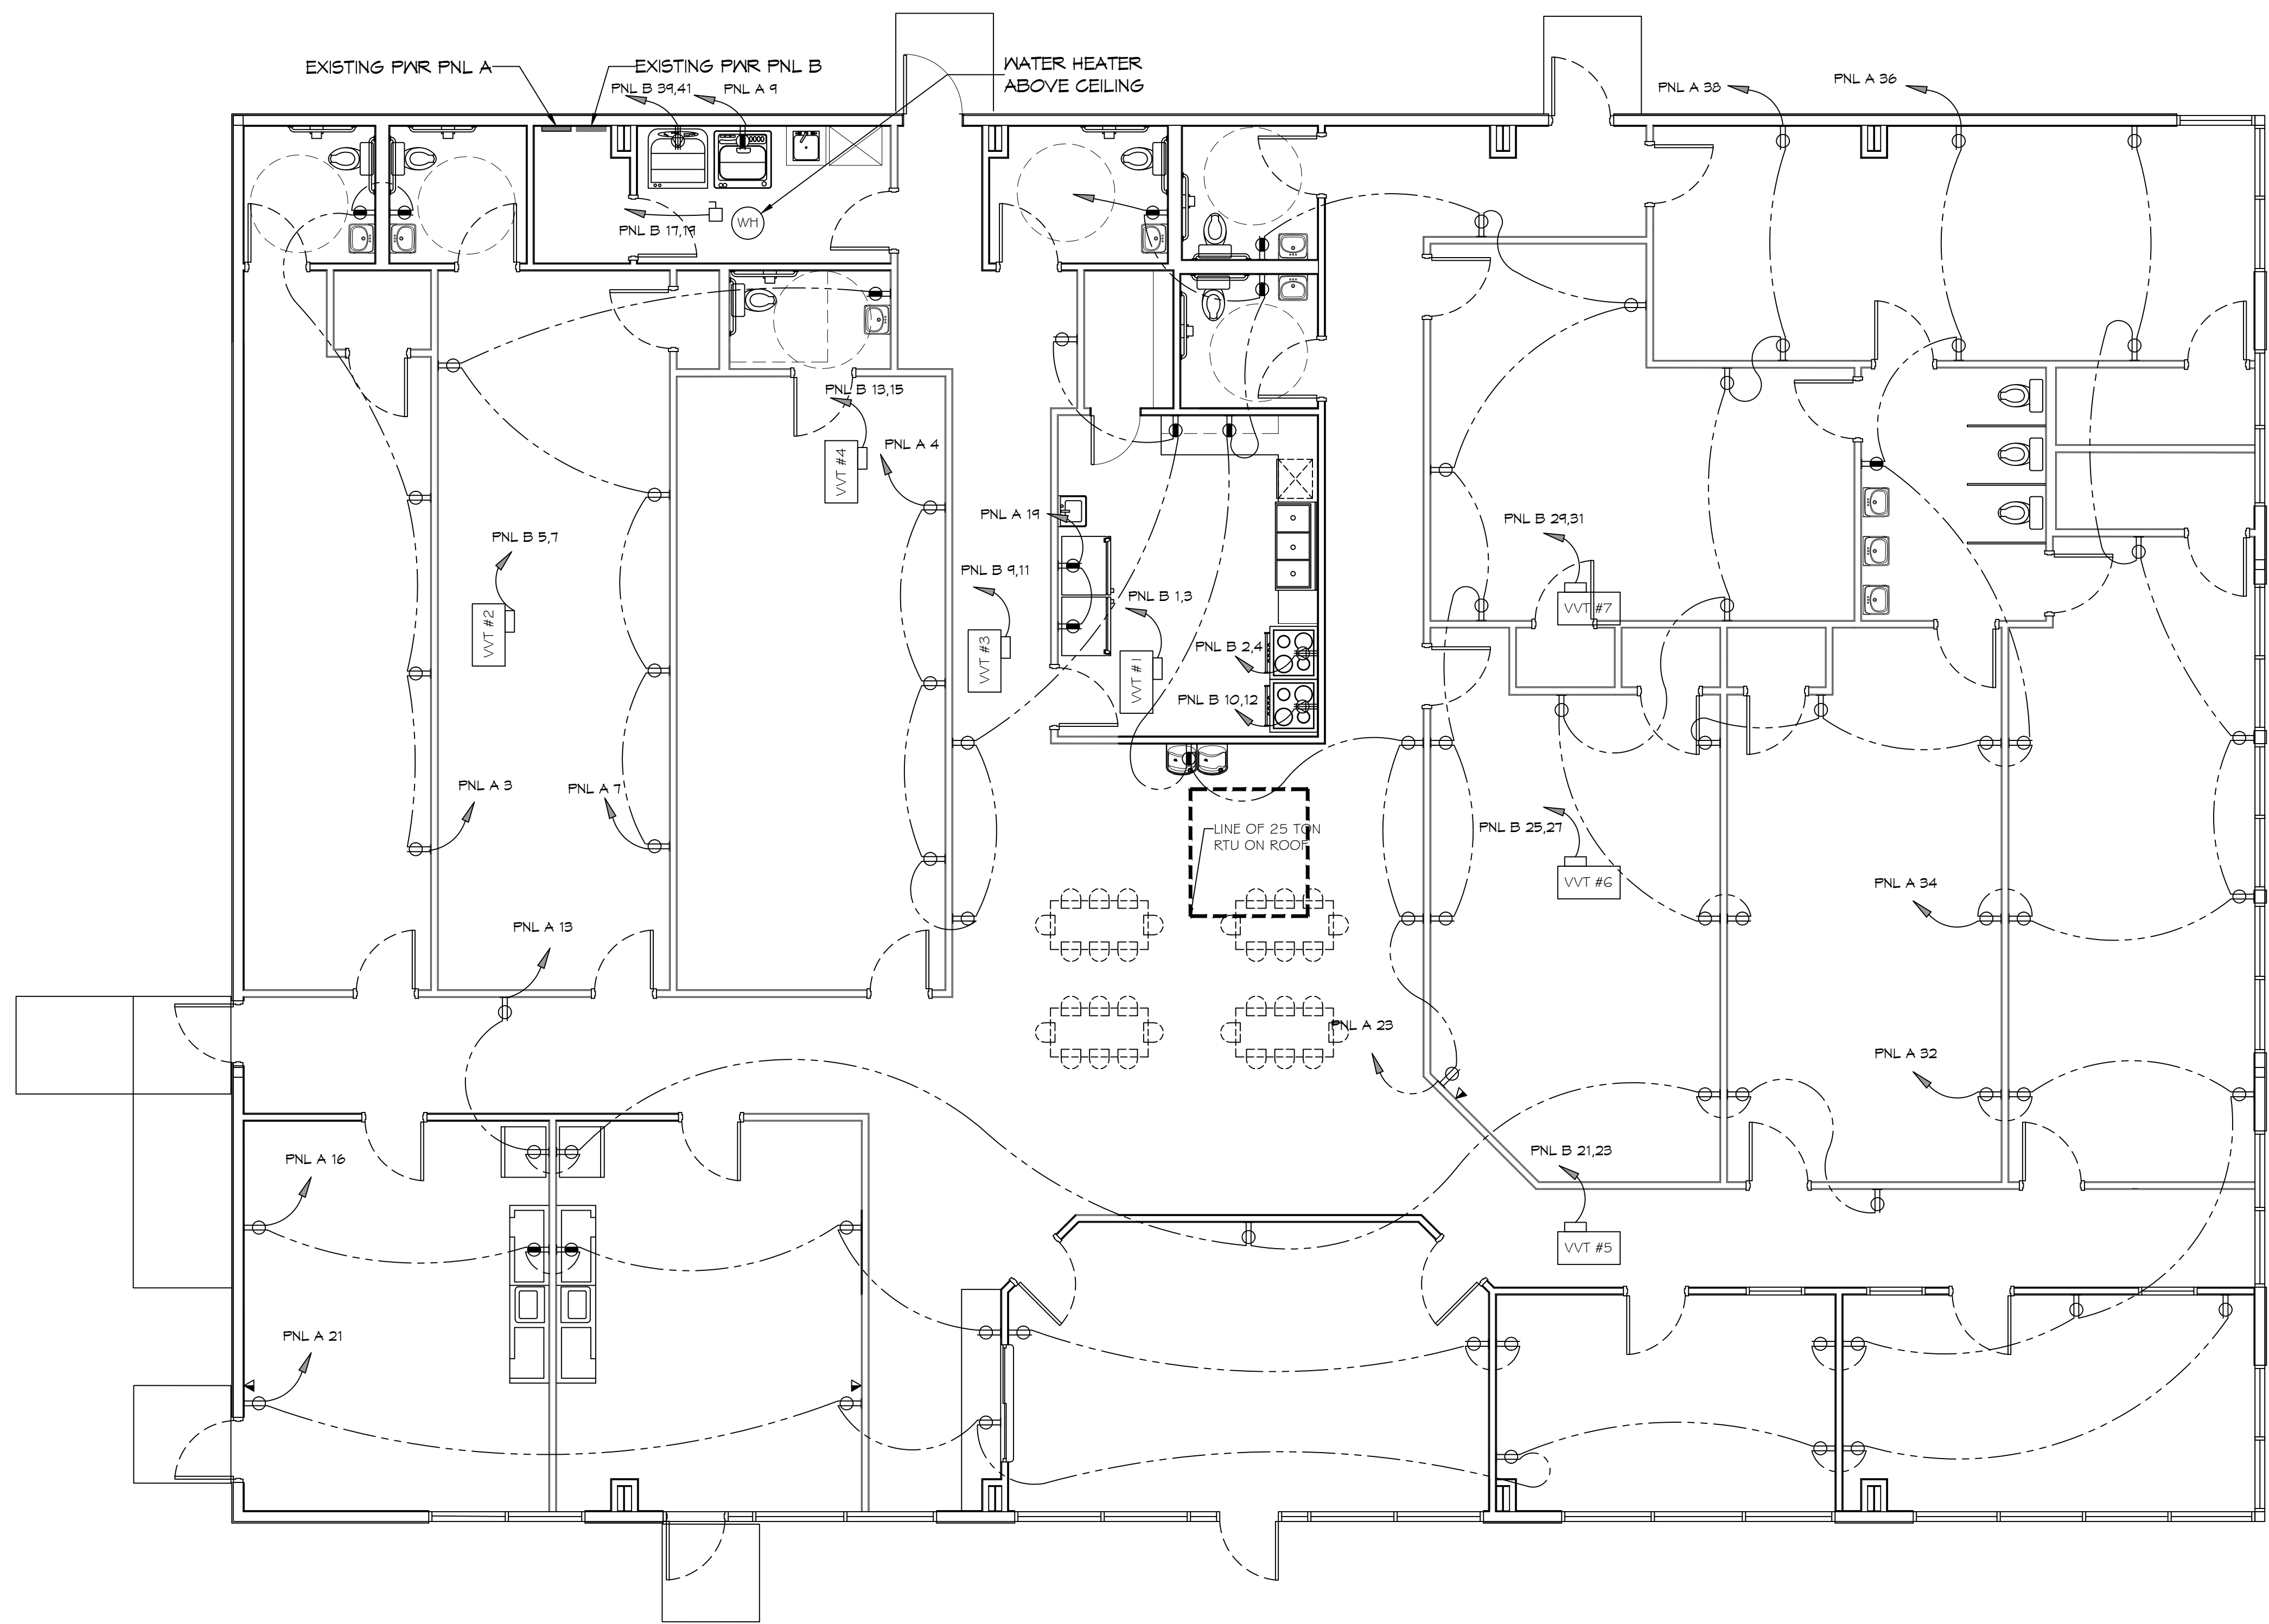 EXISTING PWR PNL A
EXISTING PWR PNL B
WATER HEATER
ABOVE CEILING
PNL B 39,41
PNL A 9
PNL A 38
PNL A 36
WH
PNL B 17,19
PNL B 13,15
VVT #4
PNL A 4
PNL A 19
PNL B 29,31
PNL B 5,7
VVT #2
PNL B 9,11
VVT #3
PNL B 1,3
VVT #1
VVT #7
PNL B 2,4
PNL B 10,12
PNL A 3
PNL A 7
LINE OF 25 TON
RTU ON ROOF
PNL B 25,27
VVT #6
PNL A 34
PNL A 13
PNL A 23
PNL A 32
PNL A 16
PNL B 21,23
VVT #5
PNL A 21